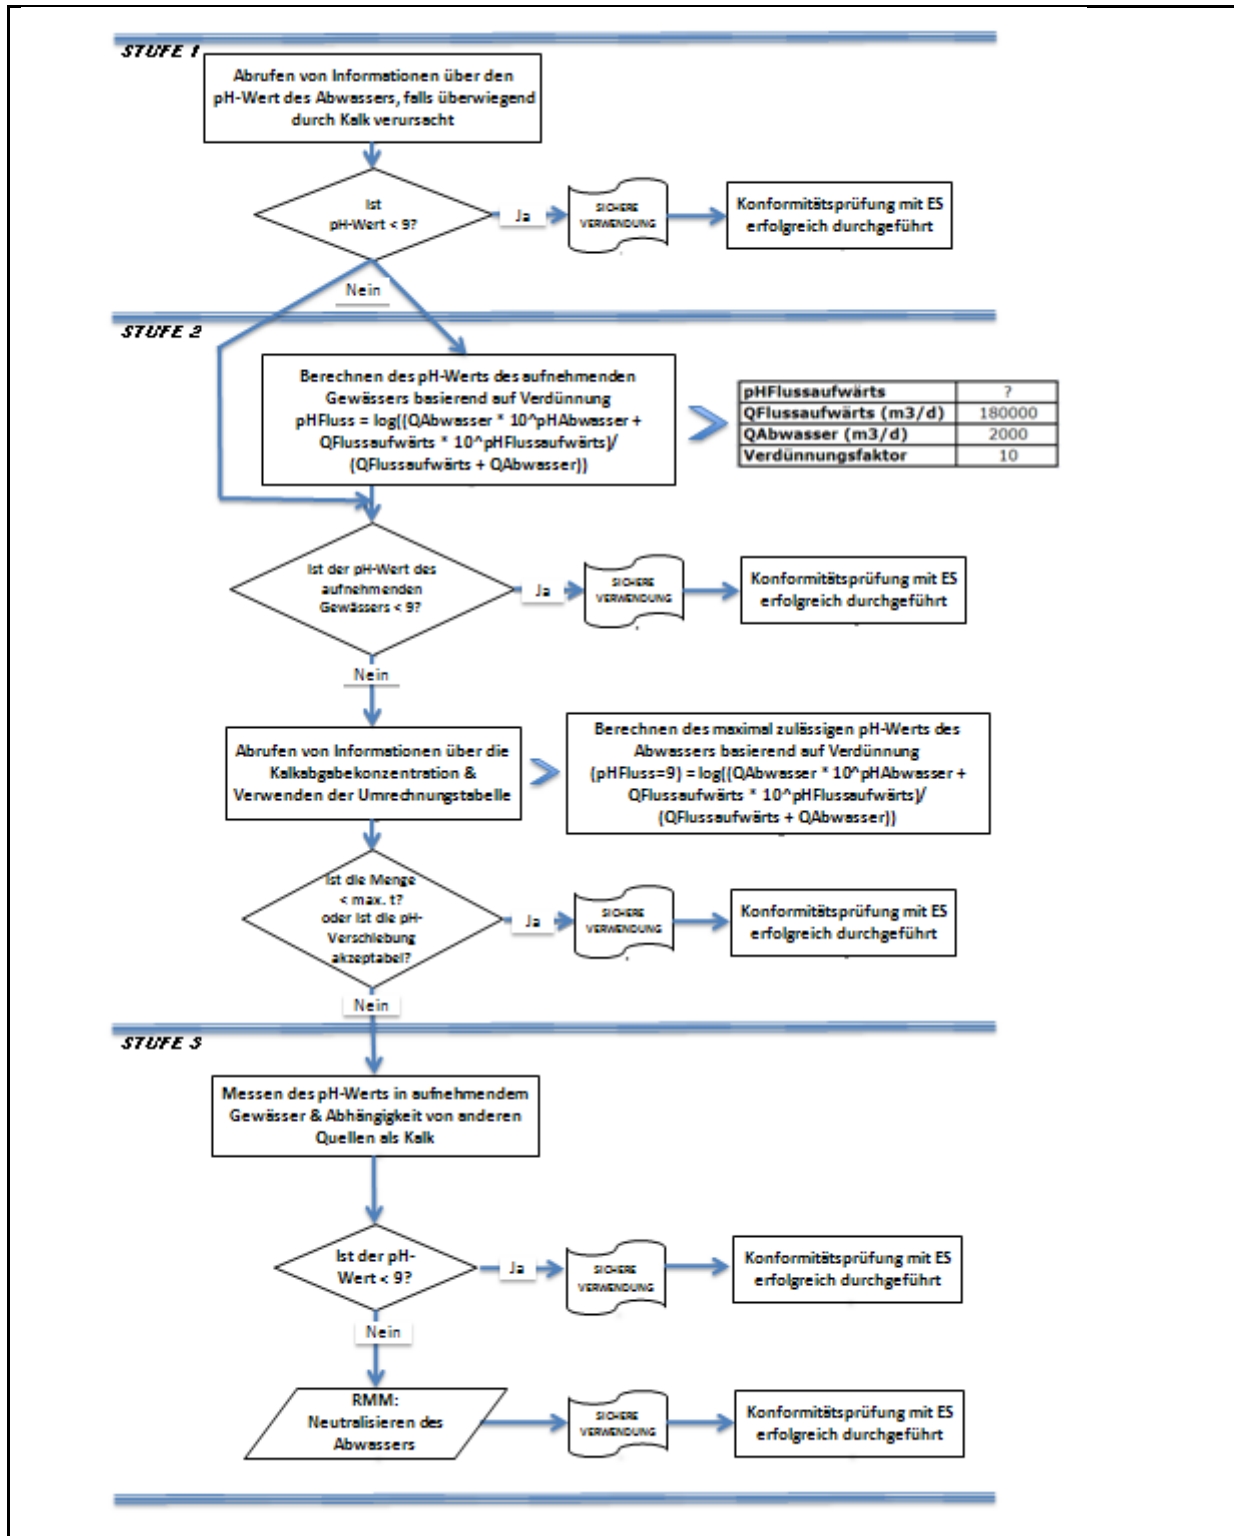 STUFE 1
Abrufen von Informationen über den
pH-Wert des Abwassers, falls überwiegend
durch Kalk verursacht
Ist
pH-Wert < 9?
Ja
SICHERE
VERWENDUNG
Konformitätsprüfung mit ES
erfolgreich durchgeführt
Nein
STUFE 2
Berechnen des pH-Werts des aufnehmenden
Gewässers basierend auf Verdünnung
pHFluss = log((QAbwasser * 10^pHAbwasser +
QFlussaufwärts * 10^pHFlussaufwärts)/
(QFlussaufwärts + QAbwasser))
pHFlussaufwärts ?
QFlussaufwärts (m3/d) 180000
QAbwasser (m3/d) 2000
Verdünnungsfaktor 10
Ist der pH-Wert des
aufnehmenden
Gewässers < 9?
Ja
SICHERE
VERWENDUNG
Konformitätsprüfung mit ES
erfolgreich durchgeführt
Nein
Abrufen von Informationen über die
Kalkabgabekonzentration &
Verwenden der Umrechnungstabelle
Berechnen des maximal zulässigen pH-Werts des
Abwassers basierend auf Verdünnung
(pHFluss=9) = log((QAbwasser * 10^pHAbwasser +
QFlussaufwärts * 10^pHFlussaufwärts)/
(QFlussaufwärts + QAbwasser))
Ist die Menge
< max. t?
oder ist die pH-
Verschiebung
akzeptabel?
Ja
SICHERE
VERWENDUNG
Konformitätsprüfung mit ES
erfolgreich durchgeführt
Nein
STUFE 3
Messen des pH-Werts in aufnehmendem
Gewässer & Abhängigkeit von anderen
Quellen als Kalk
Ist der pH-
Wert < 9?
Ja
SICHERE
VERWENDUNG
Konformitätsprüfung mit ES
erfolgreich durchgeführt
Nein
RMM:
Neutralisieren des
Abwassers
SICHERE
VERWENDUNG
Konformitätsprüfung mit ES
erfolgreich durchgeführt